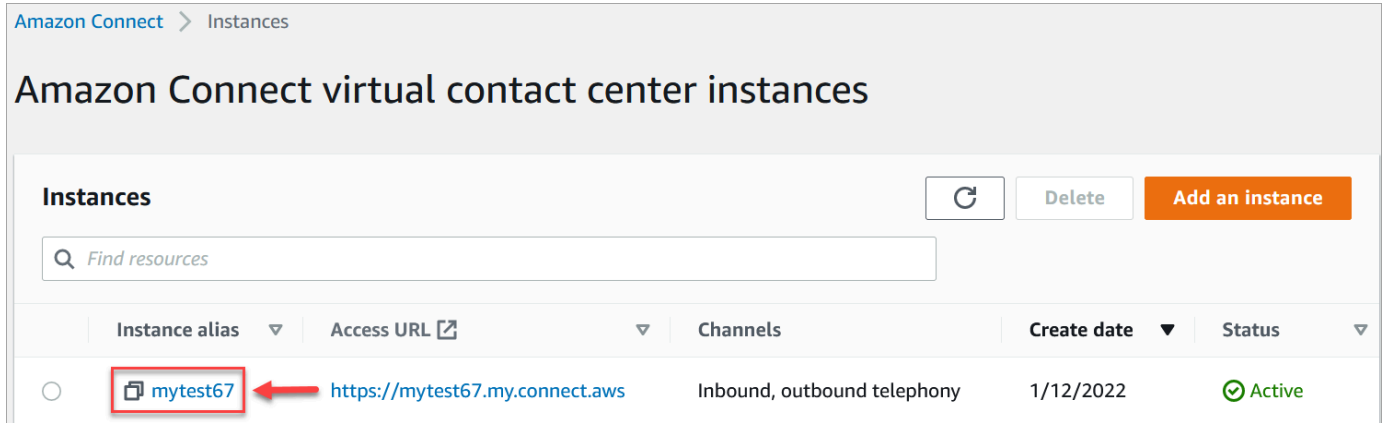 Amazon Connect > Instances
Amazon Connect virtual contact center instances
Instances Delete Add an instance
Find resources
Instance alias Access URL Channels Create date Status
mytest67 https://mytest67.my.connect.aws Inbound, outbound telephony 1/12/2022 Active